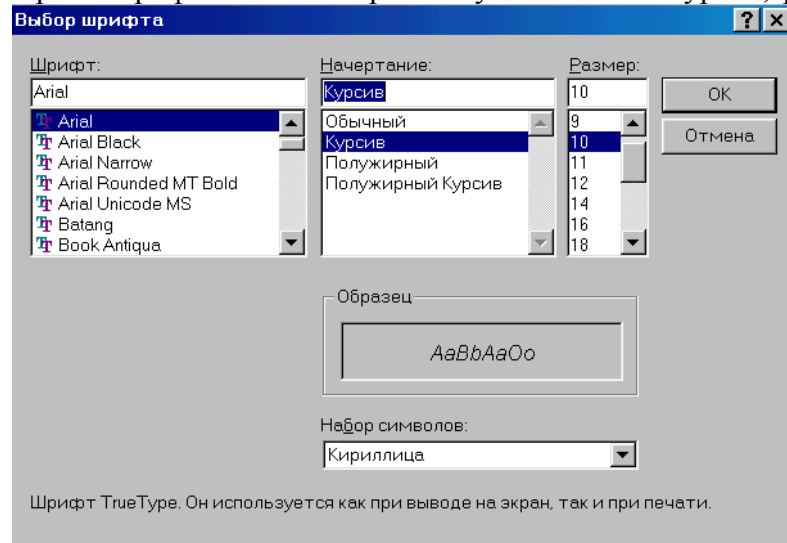 Выбор шрифта
Шрифт:
Начертание:
Размер:
Arial
Курсив
10
OK
Отмена
Arial
Arial Black
Arial Narrow
Arial Rounded MT Bold
Arial Unicode MS
Batang
Book Antiqua
Обычный
Курсив
Полужирный
Полужирный Курсив
9
10
11
12
14
16
18
Образец
AaBbAaOo
Набор символов:
Кириллица
Шрифт TrueType. Он используется как при выводе на экран, так и при печати.